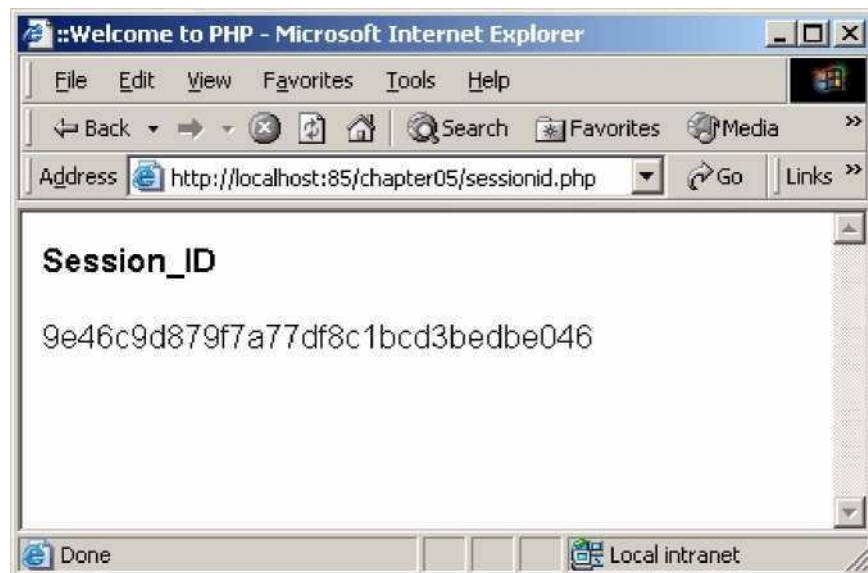 ::Welcome to PHP - Microsoft Internet Explorer
File Edit View Favorites Tools Help
Back Search Favorites Media »
Address http://localhost:85/chapter05/sessionid.php Go Links »
Session_ID
9e46c9d879f7a77df8c1bcd3bedbe046
Done Local intranet